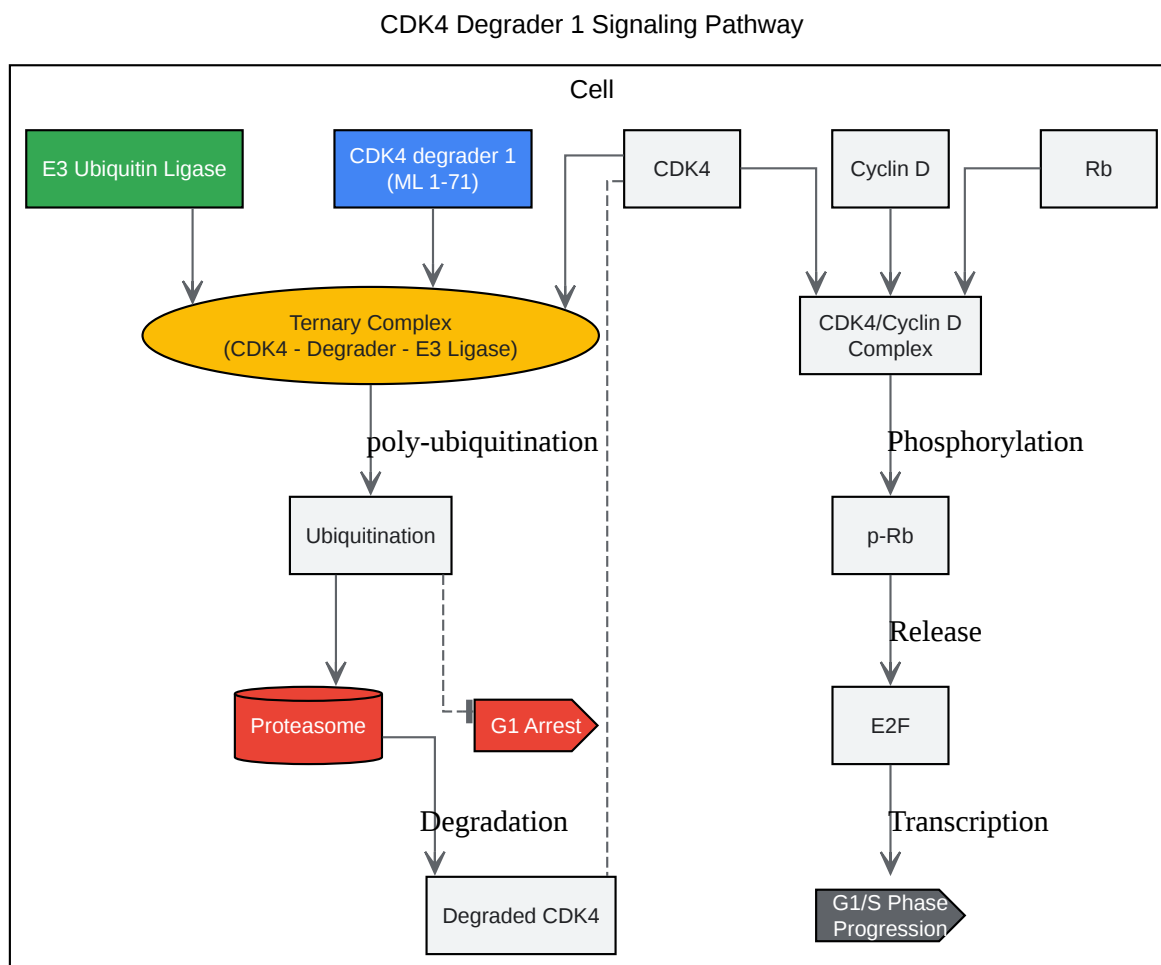 CDK4 Degrader 1 Signaling Pathway
Cell
E3 Ubiquitin Ligase
CDK4 degrader 1
(ML 1-71)
CDK4
Cyclin D
Rb
Ternary Complex
(CDK4 - Degrader - E3 Ligase)
CDK4/Cyclin D
Complex
poly-ubiquitination
Phosphorylation
Ubiquitination
p-Rb
Release
Proteasome
G1 Arrest
E2F
Degradation
Transcription
Degraded CDK4
G1/S Phase
Progression